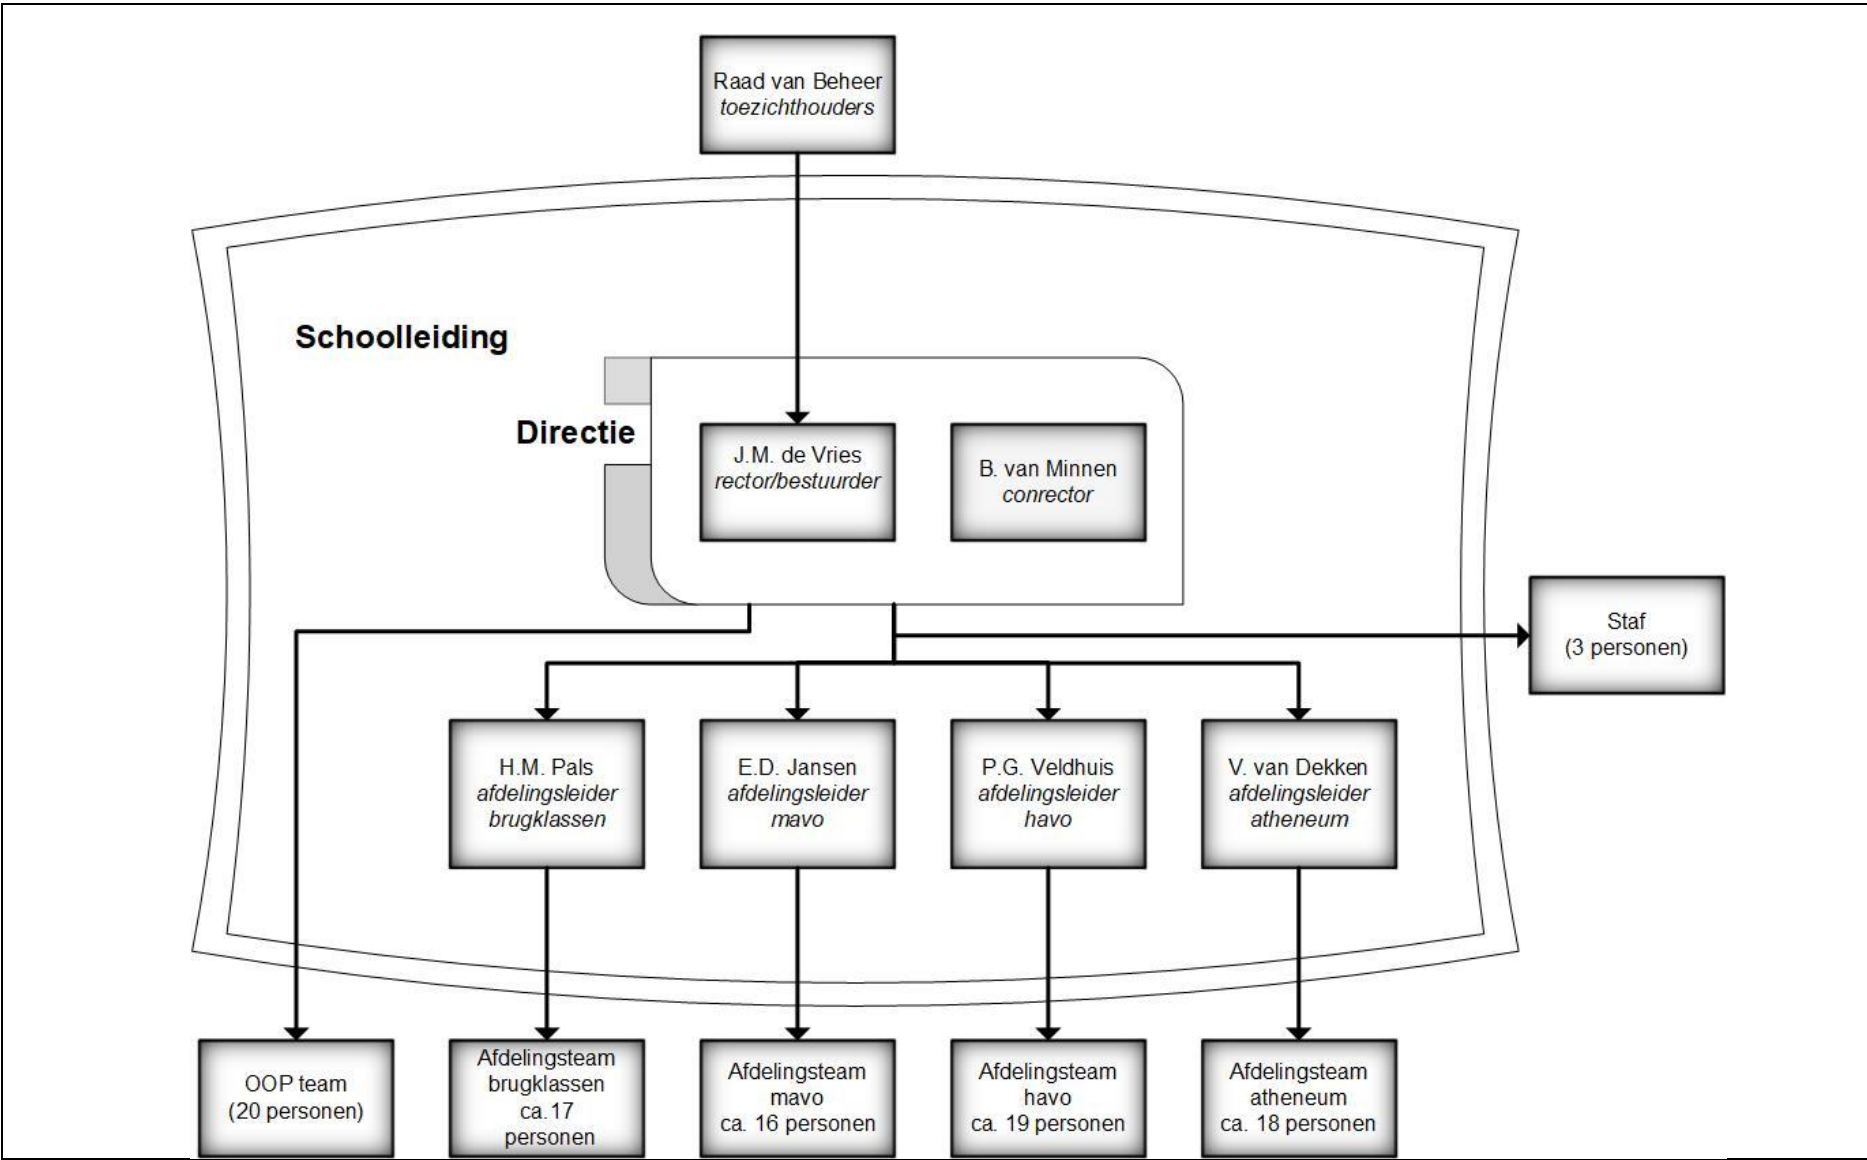 Raad van Beheer
toezichthouders
Schoolleiding
Directie
J.M. de Vries
rector/bestuurder
B. van Minnen
conrector
Staf
(3 personen)
H.M. Pals
afdelingsleider
brugklassen
E.D. Jansen
afdelingsleider
mavo
P.G. Veldhuis
afdelingsleider
havo
V. van Dekken
afdelingsleider
atheneum
OOP team
(20 personen)
Afdelingsteam
brugklassen
ca.17
personen
Afdelingsteam
mavo
ca. 16 personen
Afdelingsteam
havo
ca. 19 personen
Afdelingsteam
atheneum
ca. 18 personen